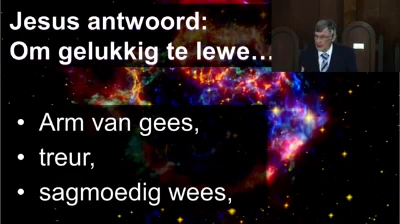 Jesus antwoord:
Om gelukkig te lewe...
• Arm van gees,
• treur,
• sagmoedig wees,